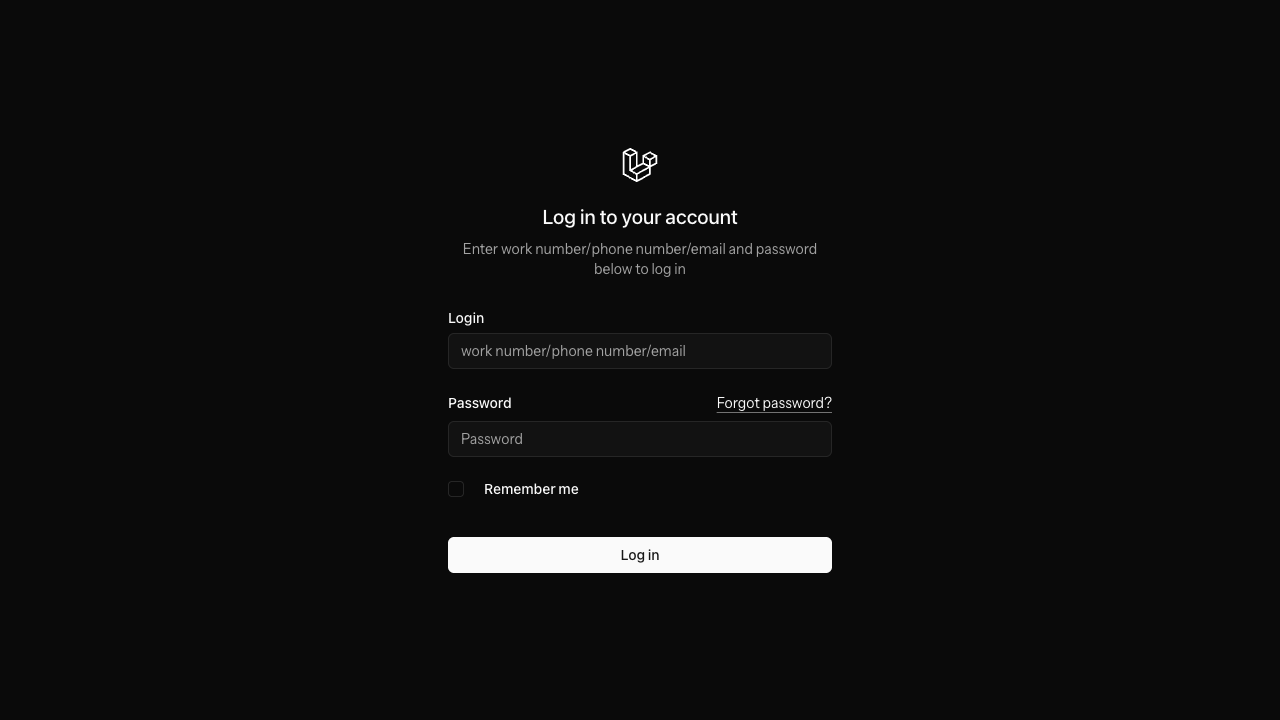 Log in to your account
Enter work number/phone number/email and password
below to log in
Login
work number/phone number/email
Password
Forgot password?
Password
Remember me
Log in